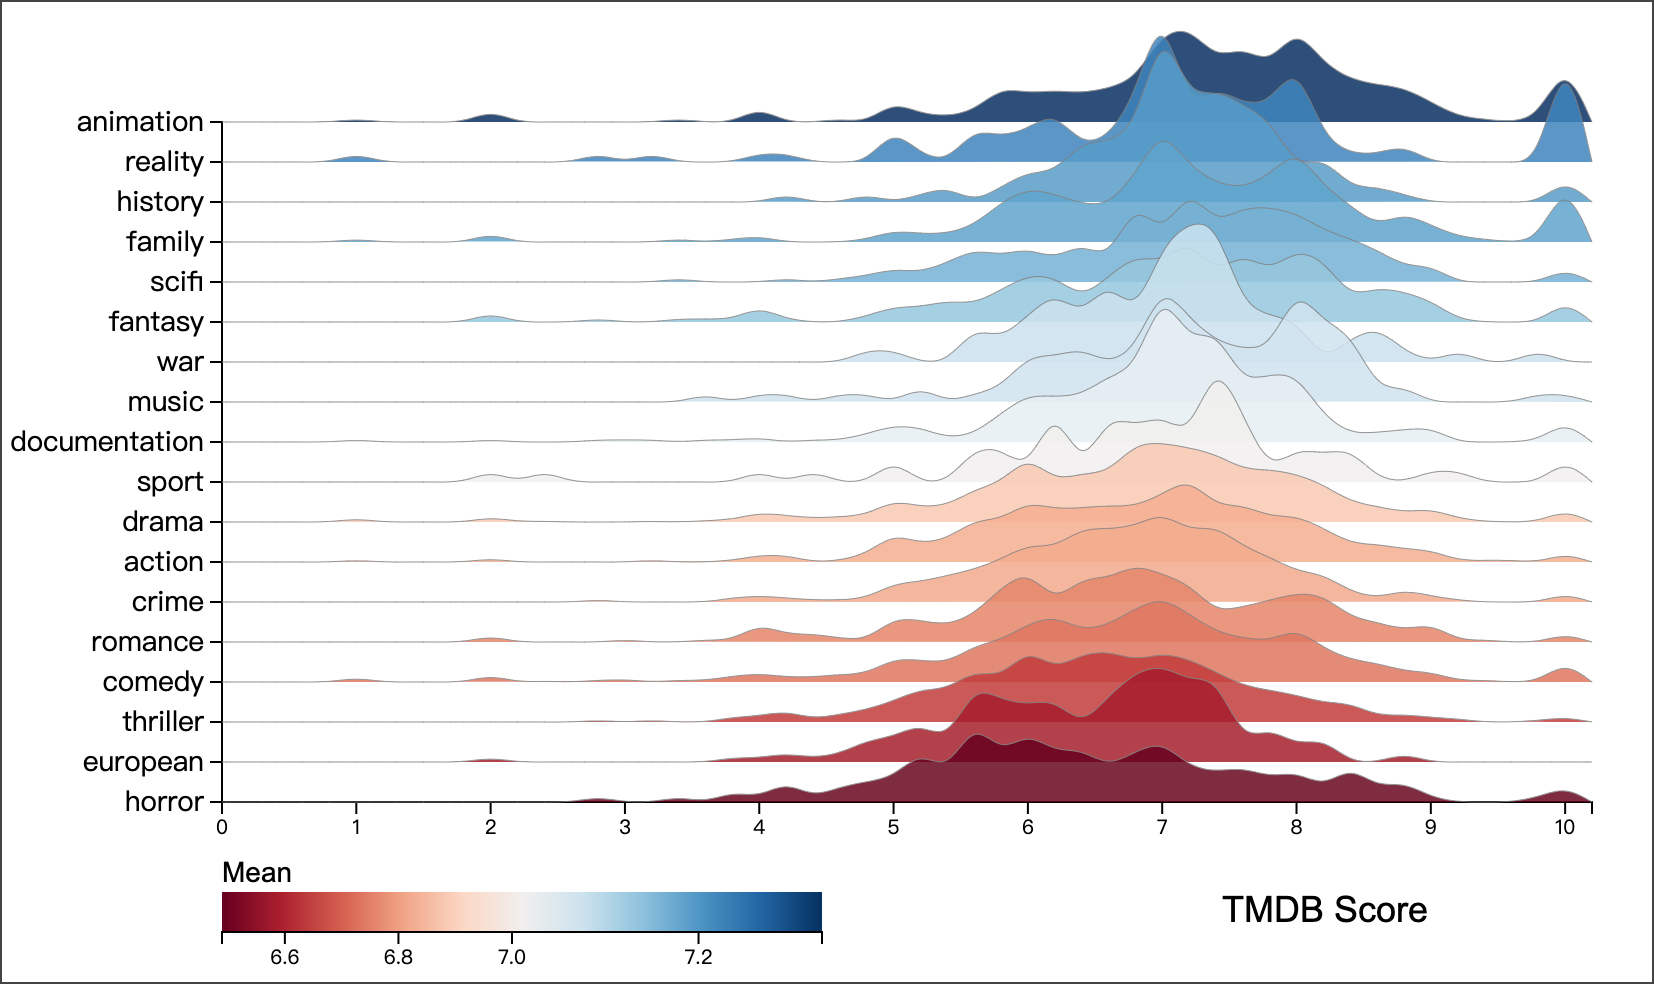 animation
reality
history
family
scifi
fantasy
war
music
documentation
sport
drama
action
crime
romance
comedy
thriller
european
horror
0 1 2 3 4 5 6 7 8 9 10
Mean
6.6 6.8 7.0 7.2
TMDB Score